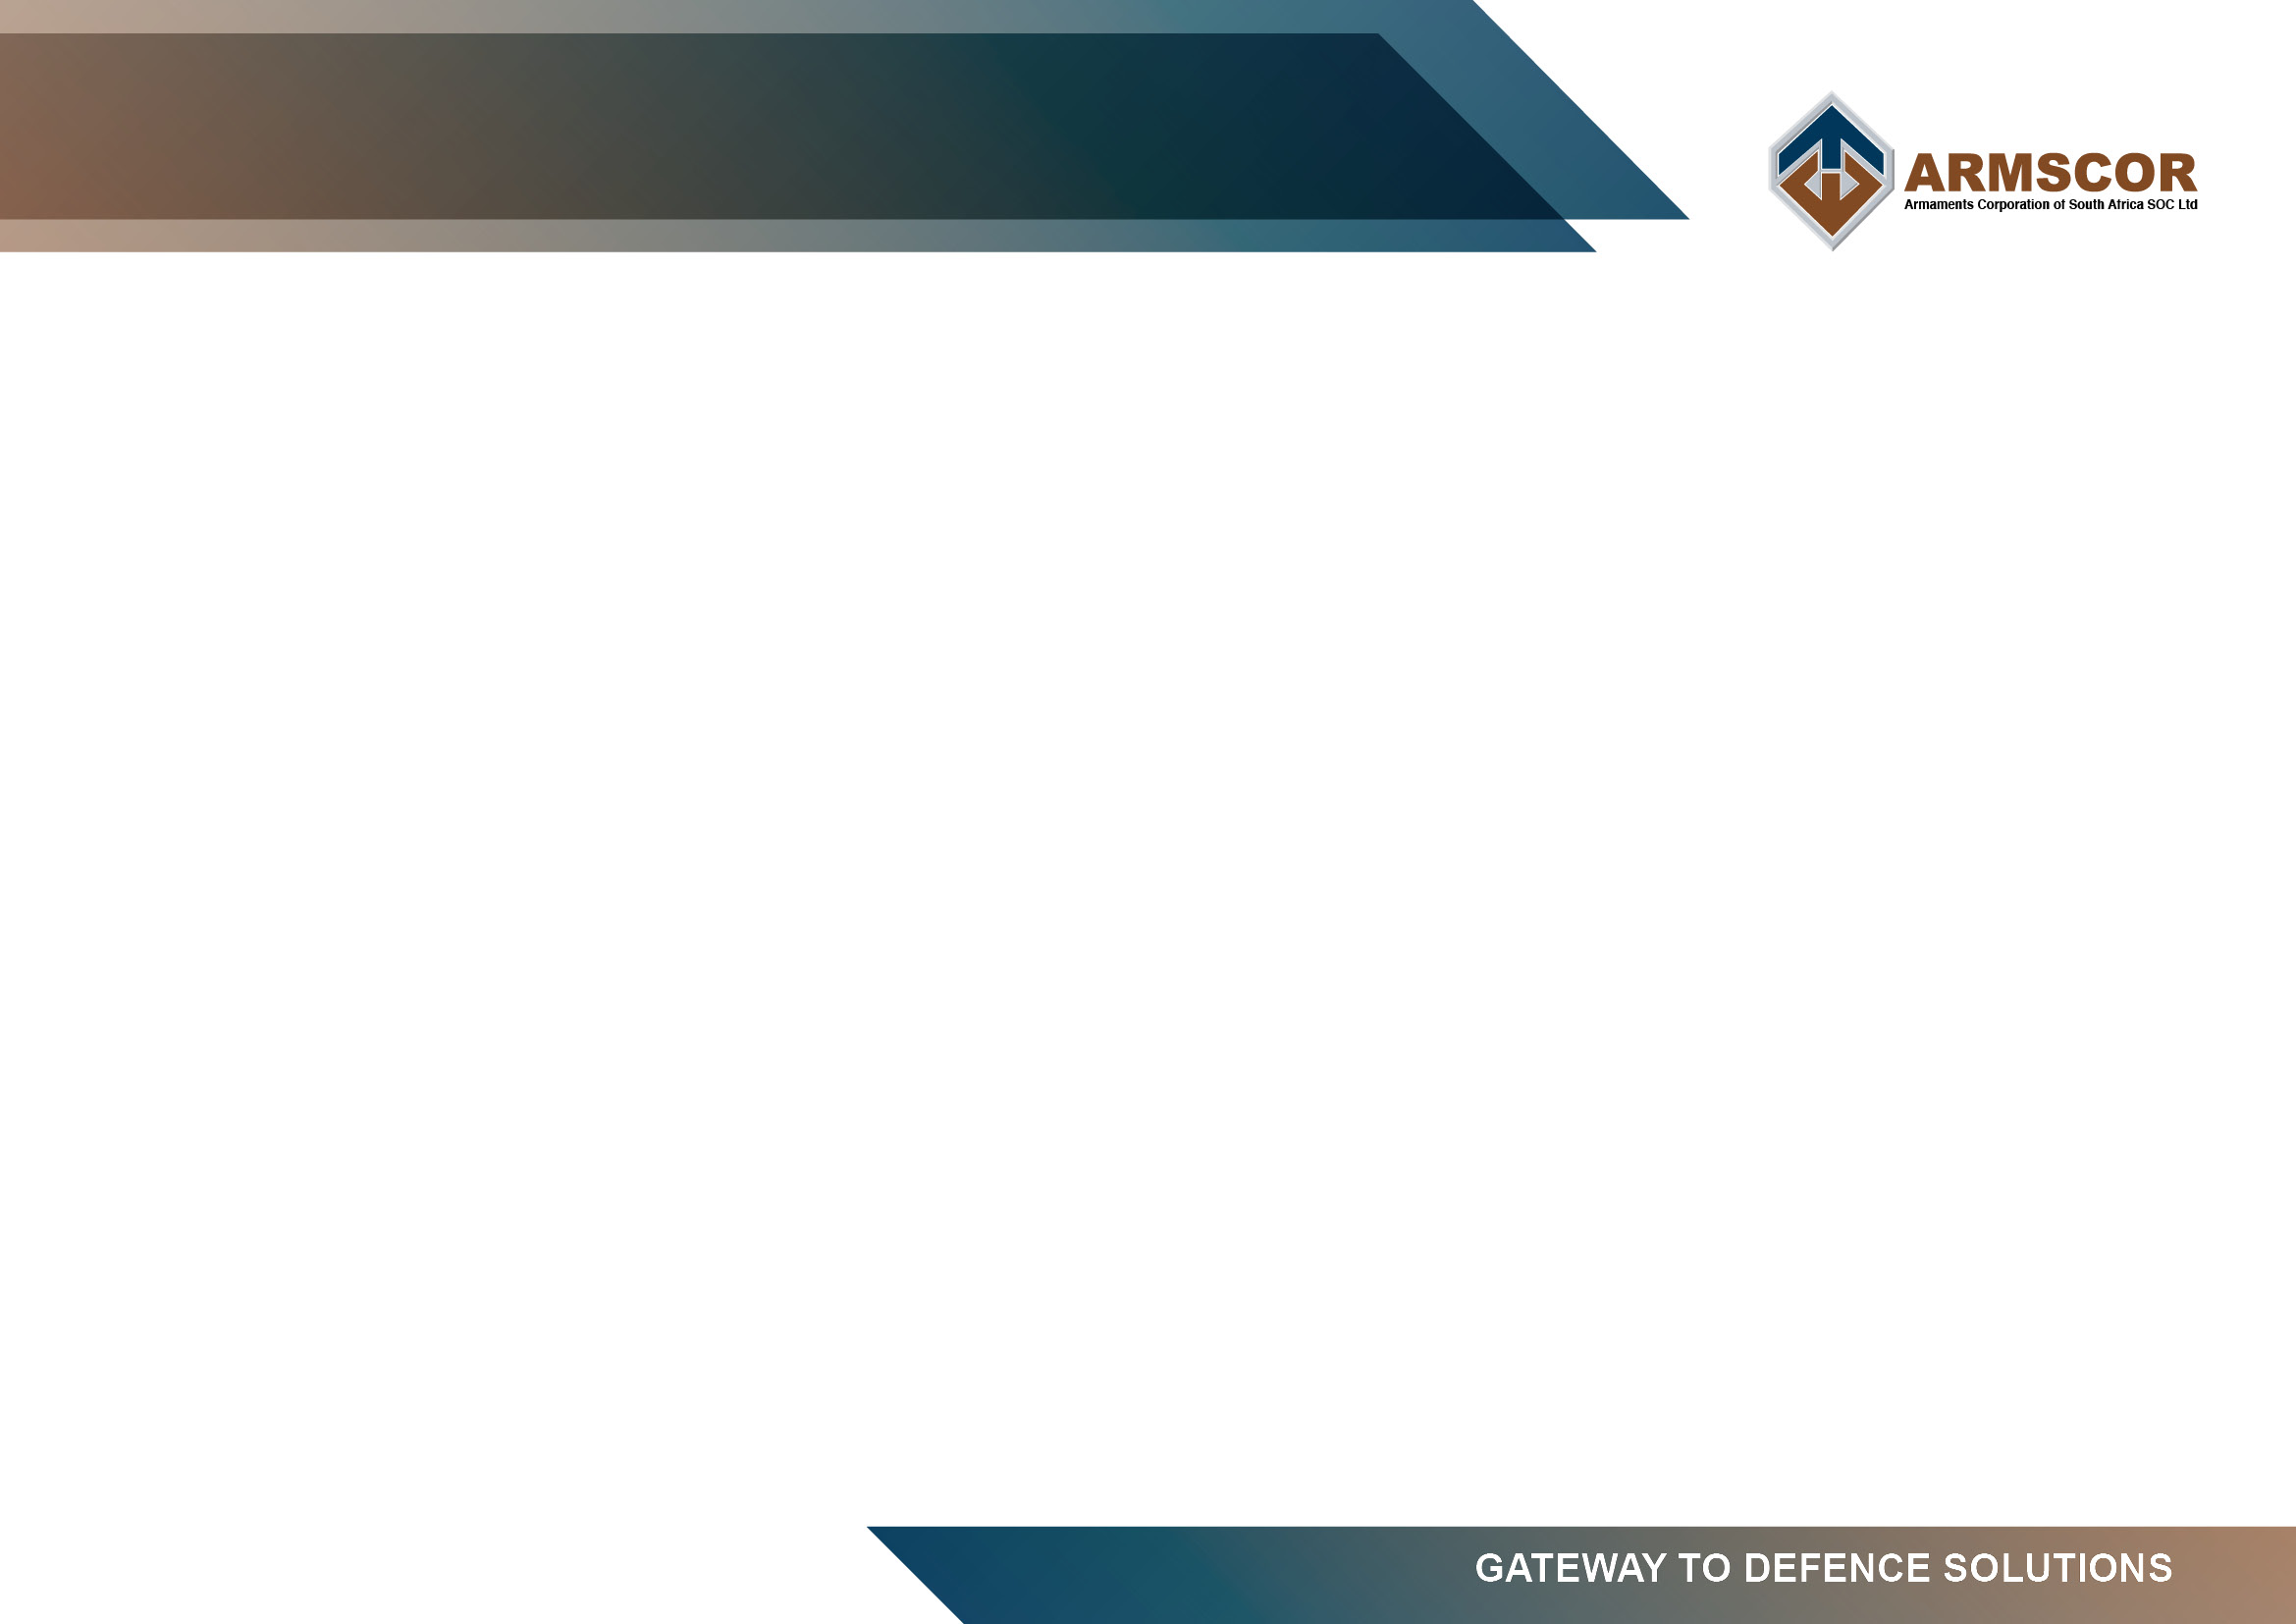 ARMSCOR
Armaments Corporation of South Africa SOC Ltd
GATEWAY TO DEFENCE SOLUTIONS